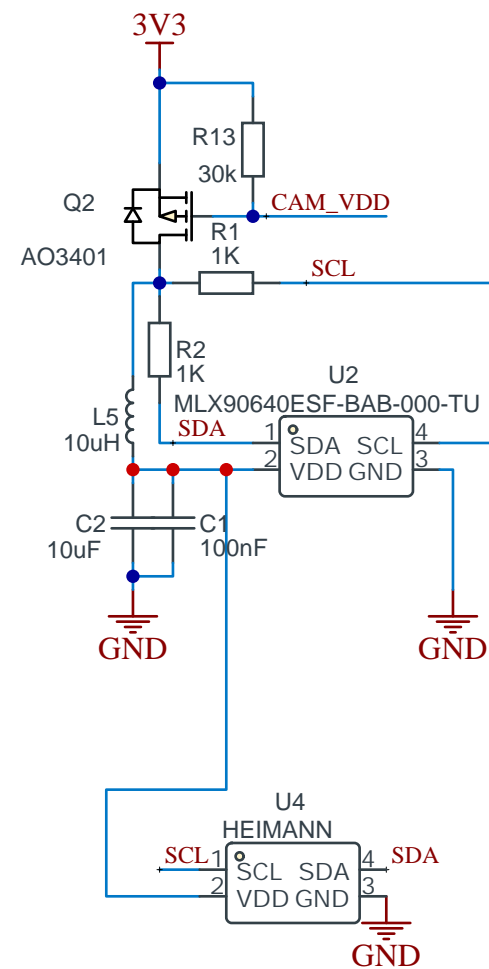 3V3
R13
30k
Q2
CAM_VDD
AO3401
R1
1K
SCL
R2
1K
U2
MLX90640ESF-BAB-000-TU
L5
10uH
SDA
1 SDA SCL 4
2 VDD GND 3
C2
10uF
C1
100nF
GND
GND
U4
HEIMANN
SCL 1 SCL SDA 4 SDA
2 VDD GND 3
GND